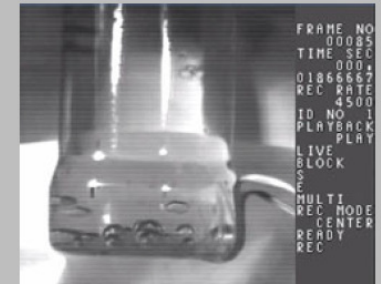 FRAME NO
00085
TIME SEC
000.
01866667
REC RATE
4500
ID NO 1
PLAYBACK
PLAY
LIVE
BLOCK
S
E
MULTI
REC MODE
CENTER
READY
REC